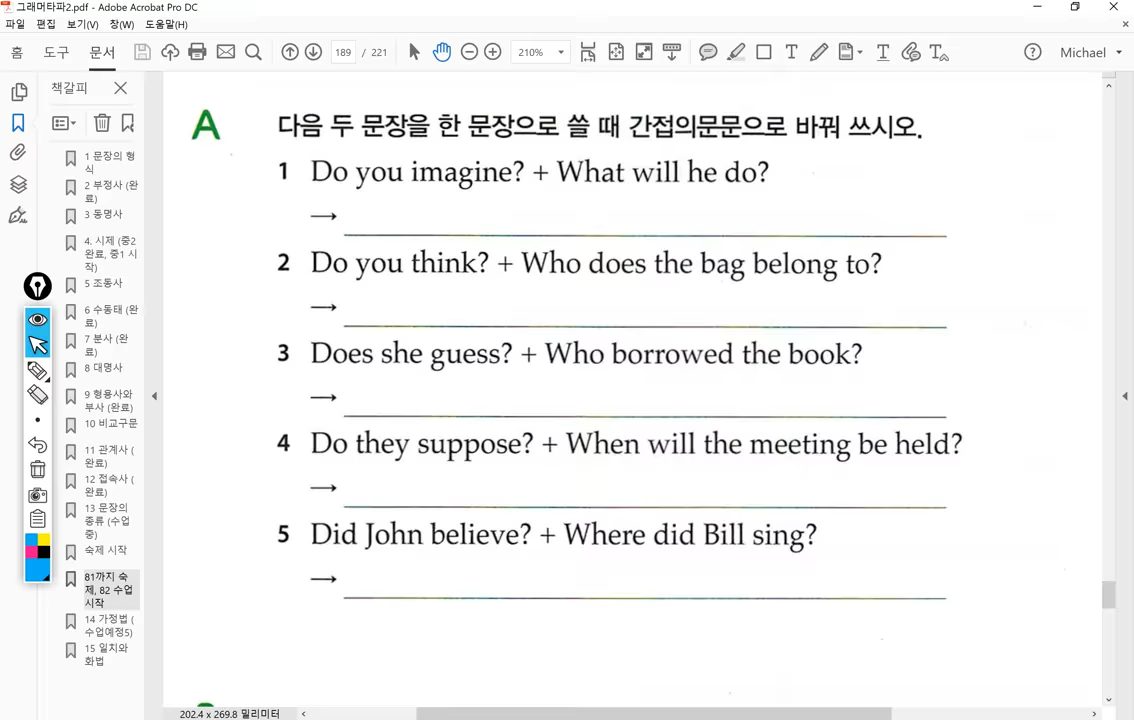 그래머타파2.pdf - Adobe Acrobat Pro DC
파일 편집 보기(V) 창(W) 도움말(H)
홈 도구 문서 189 / 221 210% Michael
책갈피
1 문장의 형
식
2 부정사 (완
료)
3 동명사
4. 시제 (중2
완료, 중1 시
작)
5 조동사
6 수동태 (완
료)
7 분사 (완
료)
8 대명사
9 형용사와
부사 (완료)
10 비교구문
11 관계사 (
완료)
12 접속사 (
완료)
13 문장의
종류 (수업
중)
숙제 시작
81까지 숙
제, 82 수업
시작
14 가정법 (
수업예정5)
15 일치와
화법
A 다음 두 문장을 한 문장으로 쓸 때 간접의문문으로 바꿔 쓰시오.
1 Do you imagine? + What will he do?
→
2 Do you think? + Who does the bag belong to?
→
3 Does she guess? + Who borrowed the book?
→
4 Do they suppose? + When will the meeting be held?
→
5 Did John believe? + Where did Bill sing?
→
202.4 x 269.8 밀리미터